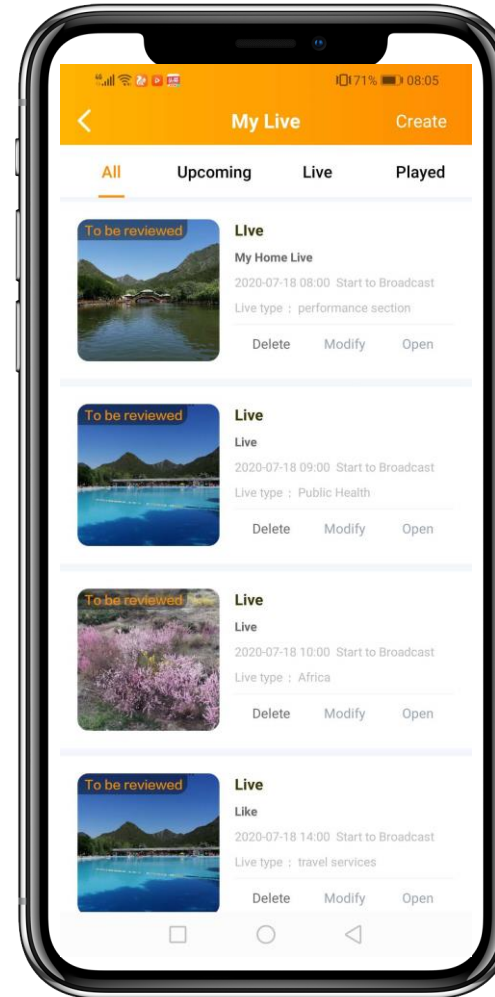 71% 08:05
My Live Create
All Upcoming Live Played
To be reviewed
LIve
My Home Live
2020-07-18 08:00 Start to Broadcast
Live type : performance section
Delete Modify Open
To be reviewed
Live
Live
2020-07-18 09:00 Start to Broadcast
Live type : Public Health
Delete Modify Open
To be reviewed
Live
Live
2020-07-18 10:00 Start to Broadcast
Live type : Africa
Delete Modify Open
To be reviewed
Live
Like
2020-07-18 14:00 Start to Broadcast
Live type : travel services
Delete Modify Open